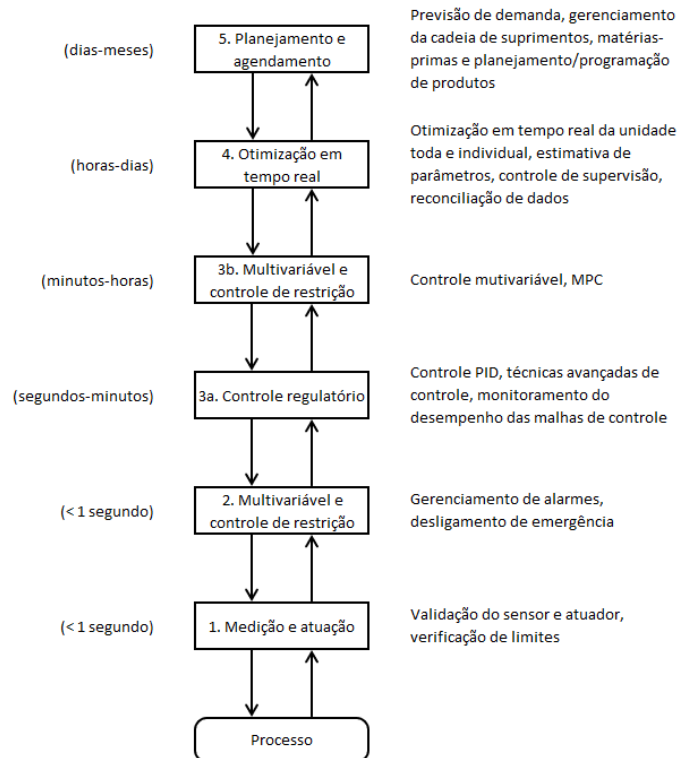 (dias-meses)
5. Planejamento e
agendamento
Previsão de demanda, gerenciamento
da cadeia de suprimentos, matérias-
primas e planejamento/programação
de produtos
(horas-dias)
4. Otimização em
tempo real
Otimização em tempo real da unidade
toda e individual, estimativa de
parâmetros, controle de supervisão,
reconciliação de dados
(minutos-horas)
3b. Multivariável e
controle de restrição
Controle mutivariável, MPC
(segundos-minutos)
3a. Controle regulatório
Controle PID, técnicas avançadas de
controle, monitoramento do
desempenho das malhas de controle
(< 1 segundo)
2. Multivariável e
controle de restrição
Gerenciamento de alarmes,
desligamento de emergência
(< 1 segundo)
1. Medição e atuação
Validação do sensor e atuador,
verificação de limites
Processo